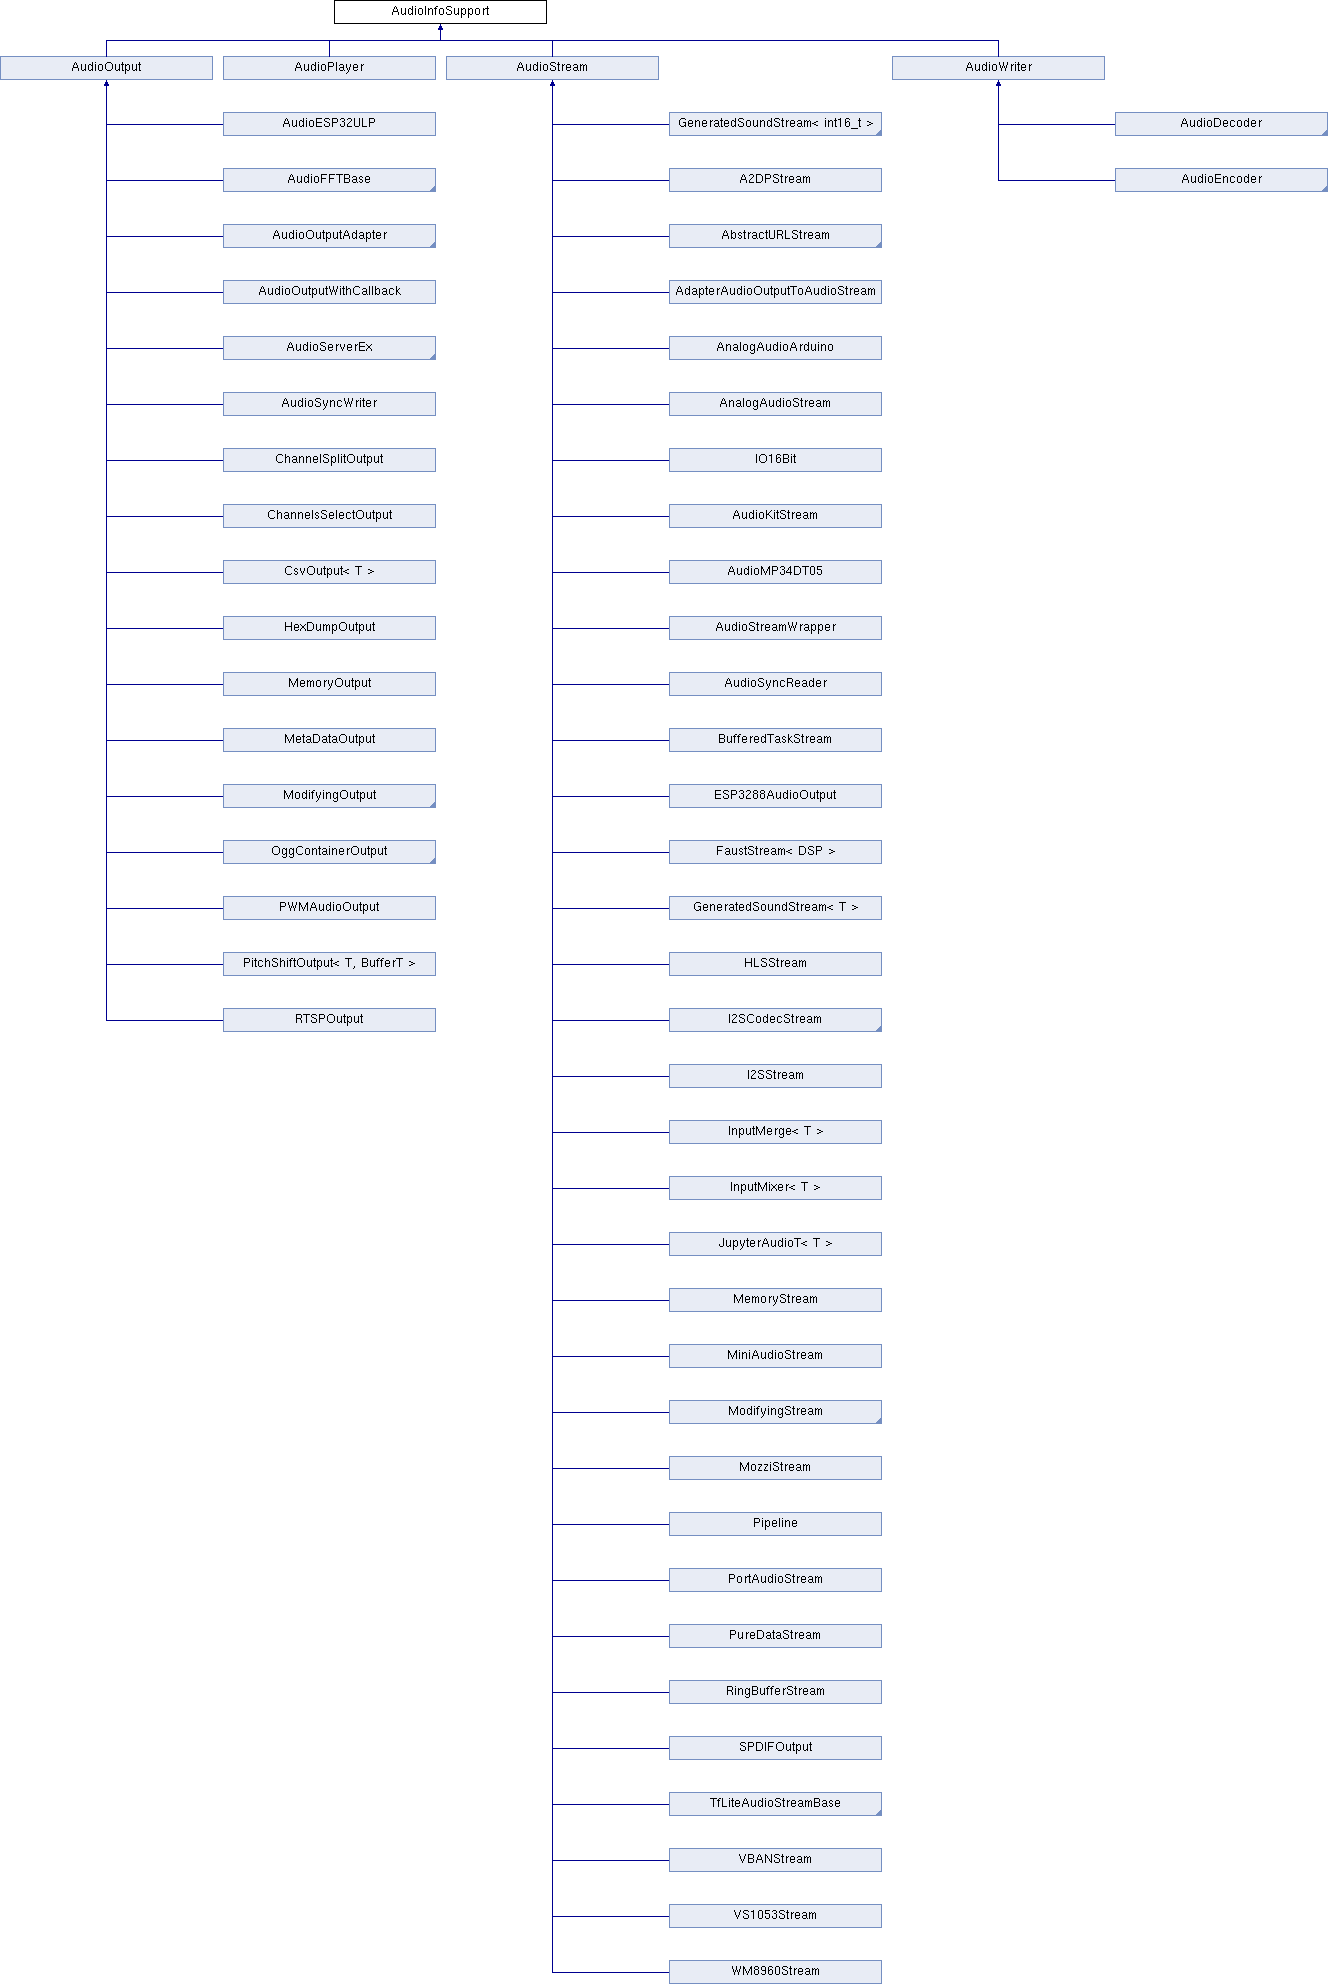 AudioInfoSupport
AudioOutput
AudioPlayer
AudioStream
AudioWriter
AudioESP32ULP
GeneratedSoundStream< int16_t >
AudioDecoder
AudioFFTBase
A2DPStream
AudioEncoder
AudioOutputAdapter
AbstractURLStream
AudioOutputWithCallback
AdapterAudioOutputToAudioStream
AudioServerEx
AnalogAudioArduino
AudioSyncWriter
AnalogAudioStream
ChannelSplitOutput
IO16Bit
ChannelsSelectOutput
AudioKitStream
CsvOutput< T >
AudioMP34DT05
HexDumpOutput
AudioStreamWrapper
MemoryOutput
AudioSyncReader
MetaDataOutput
BufferedTaskStream
ModifyingOutput
ESP3288AudioOutput
OggContainerOutput
FaustStream< DSP >
PWMAudioOutput
GeneratedSoundStream< T >
PitchShiftOutput< T, BufferT >
HLSStream
RTSPOutput
I2SCodecStream
I2SStream
InputMerge< T >
InputMixer< T >
JupyterAudioT< T >
MemoryStream
MiniAudioStream
ModifyingStream
MozziStream
Pipeline
PortAudioStream
PureDataStream
RingBufferStream
SPDIFOutput
TfLiteAudioStreamBase
VBANStream
VS1053Stream
WM8960Stream